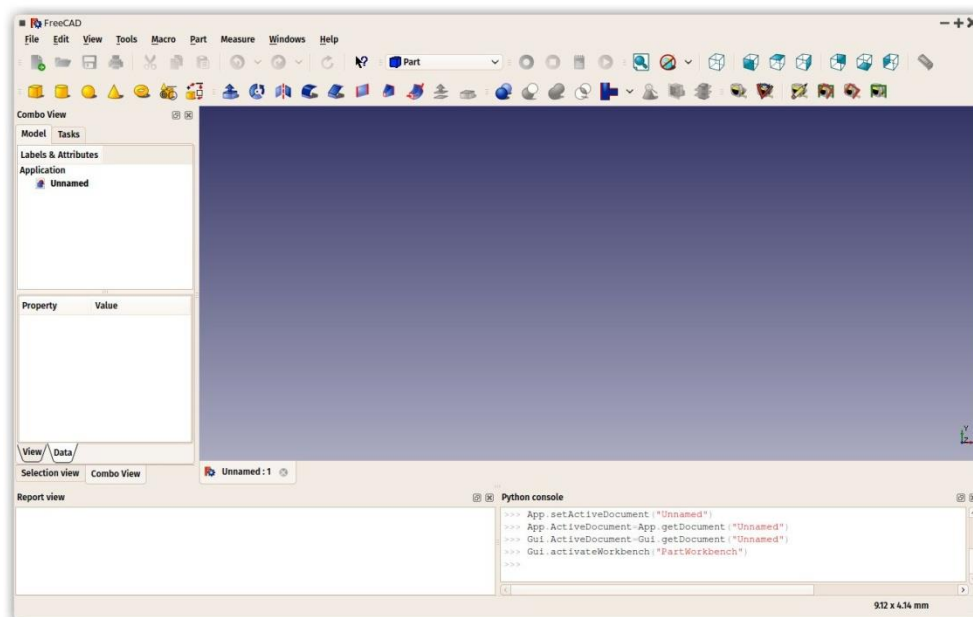 FreeCAD
File Edit View Tools Macro Part Measure Windows Help
Part
Combo View
Model Tasks
Labels & Attributes
Application
Unnamed
Property Value
View Data
Selection view Combo View
Unnamed : 1
Report view
Python console
>>> App.setActiveDocument("Unnamed")
>>> App.ActiveDocument=App.getDocument("Unnamed")
>>> Gui.ActiveDocument=Gui.getDocument("Unnamed")
>>> Gui.activateWorkbench("PartWorkbench")
>>>
Y
Z
9.12 x 4.14 mm